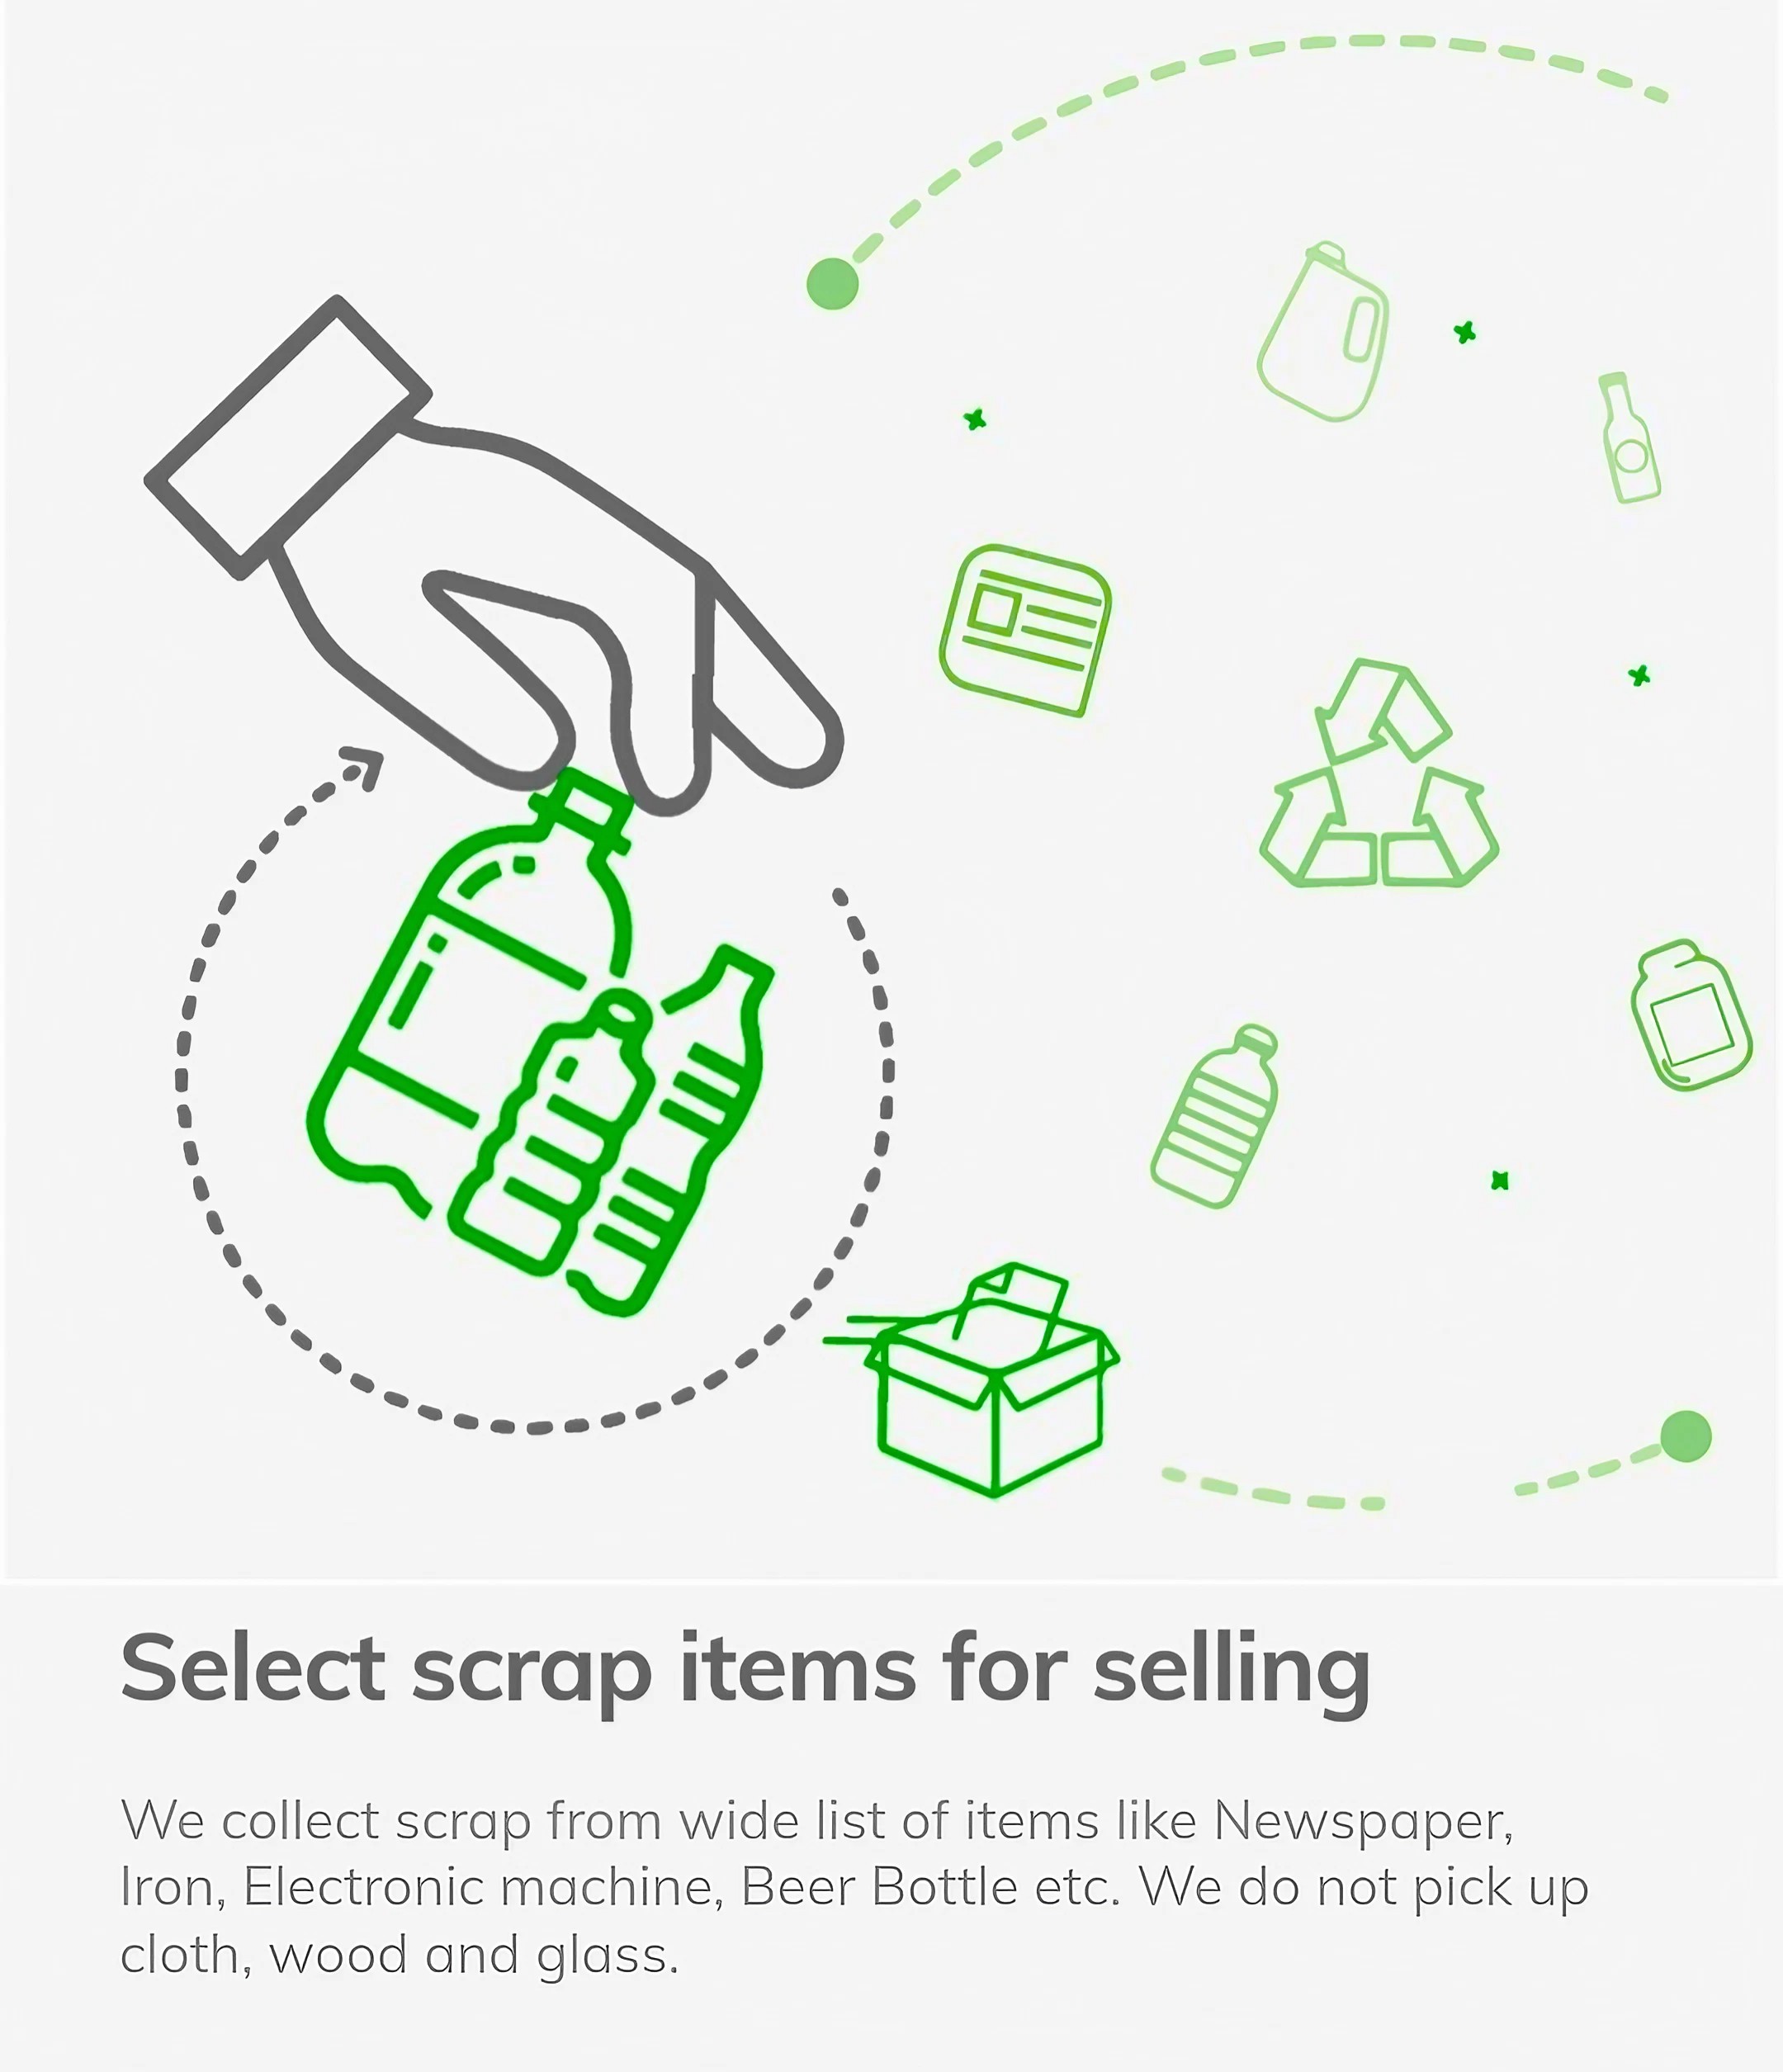 Select scrap items for selling
We collect scrap from wide list of items like Newspaper,
Iron, Electronic machine, Beer Bottle etc. We do not pick up
cloth, wood and glass.